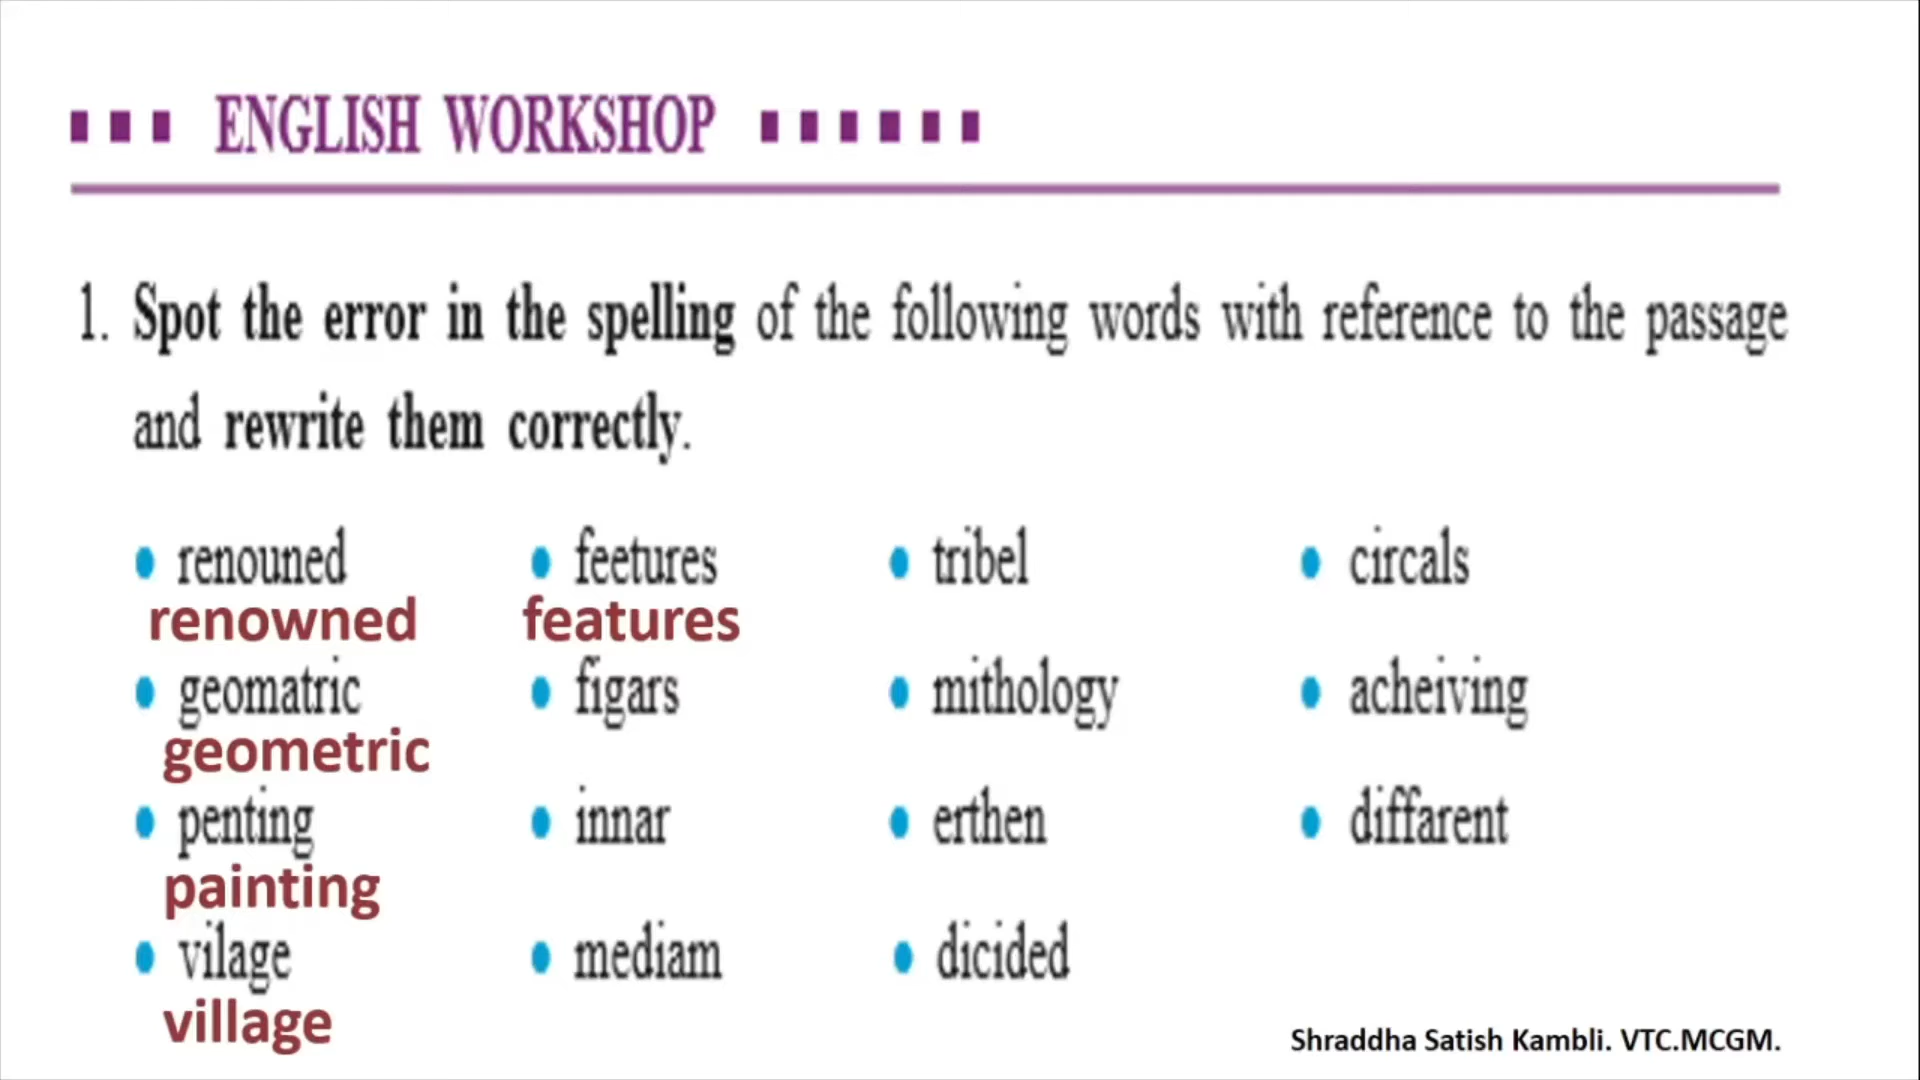 ENGLISH WORKSHOP
1. Spot the error in the spelling of the following words with reference to the passage
and rewrite them correctly.
• renouned • feetures • tribel • circals
renowned features
• geomatric • figars • mithology • acheiving
geometric
• penting • innar • erthen • diffarent
painting
• vilage • mediam • dicided
village
Shraddha Satish Kambli. VTC.MCGM.